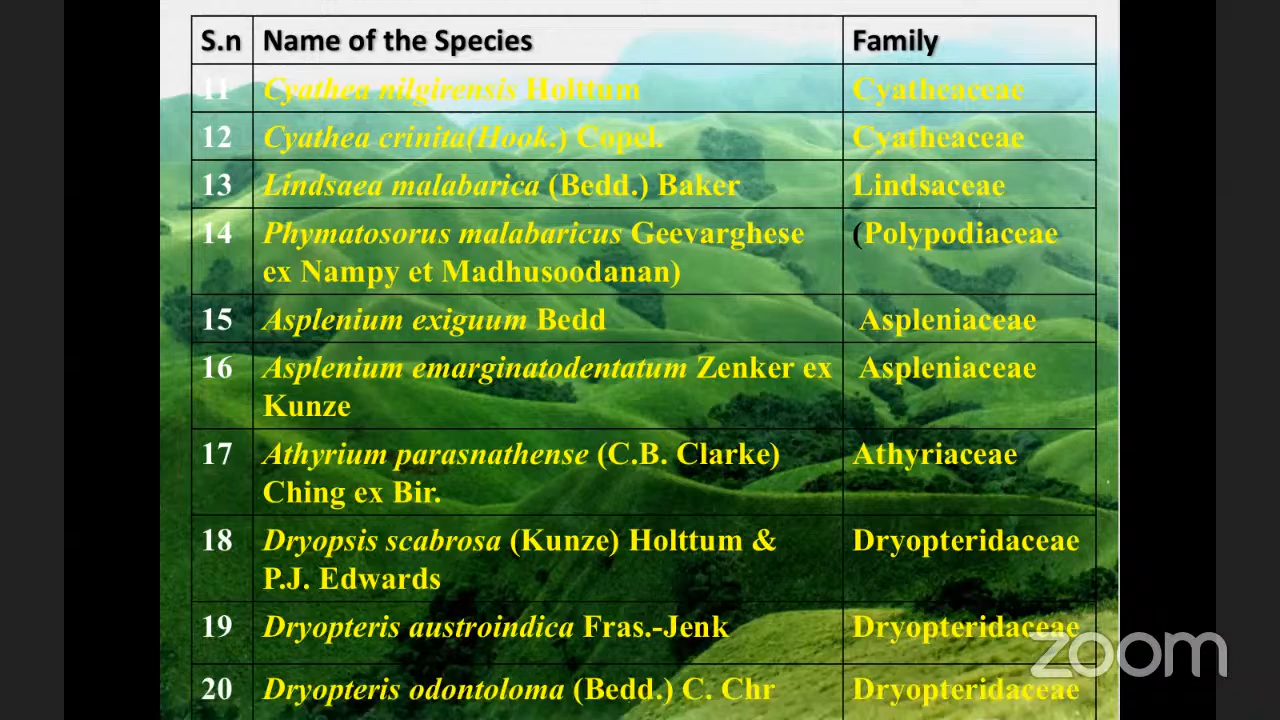 S.n Name of the Species Family
11 Cyathea nilgirensis Holttum Cyatheaceae
12 Cyathea crinita(Hook.) Copel. Cyatheaceae
13 Lindsaea malabarica (Bedd.) Baker Lindsaceae
14 Phymatosorus malabaricus Geevarghese (Polypodiaceae
ex Nampy et Madhusoodanan)
15 Asplenium exiguum Bedd Aspleniaceae
16 Asplenium emarginatodentatum Zenker ex Aspleniaceae
Kunze
17 Athyrium parasnathense (C.B. Clarke) Athyriaceae
Ching ex Bir.
18 Dryopsis scabrosa (Kunze) Holttum & Dryopteridaceae
P.J. Edwards
19 Dryopteris austroindica Fras.-Jenk Dryopteridaceae
20 Dryopteris odontoloma (Bedd.) C. Chr Dryopteridaceae
zoom